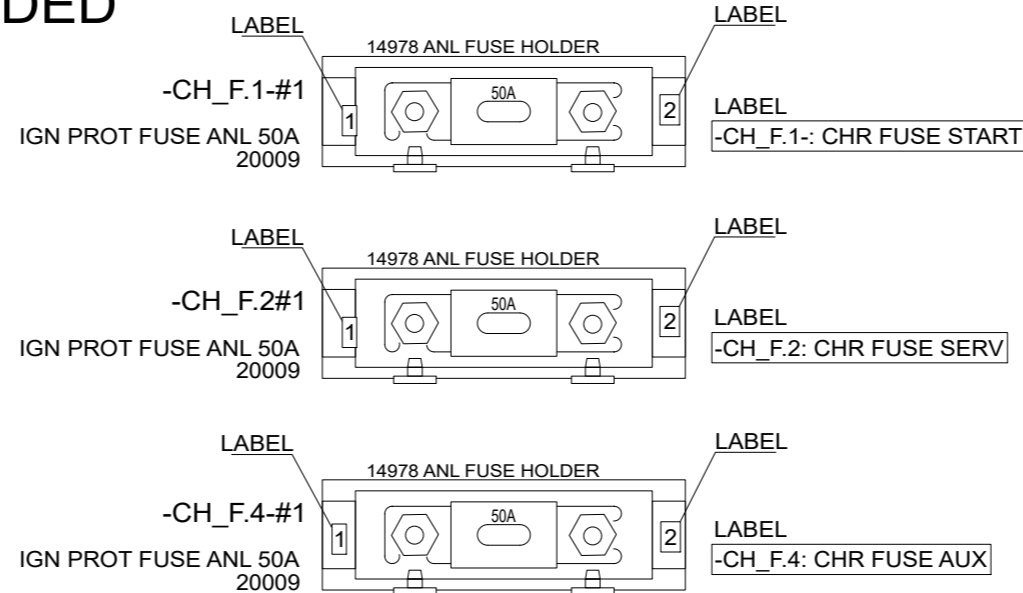 DED
LABEL
LABEL
14978 ANL FUSE HOLDER
-CH_F.1-#1
50A
1
2
LABEL
IGN PROT FUSE ANL 50A
-CH_F.1-: CHR FUSE START
20009
LABEL
LABEL
14978 ANL FUSE HOLDER
-CH_F.2#1
50A
1
2
LABEL
IGN PROT FUSE ANL 50A
-CH_F.2: CHR FUSE SERV
20009
LABEL
LABEL
14978 ANL FUSE HOLDER
-CH_F.4-#1
50A
1
2
LABEL
IGN PROT FUSE ANL 50A
-CH_F.4: CHR FUSE AUX
20009